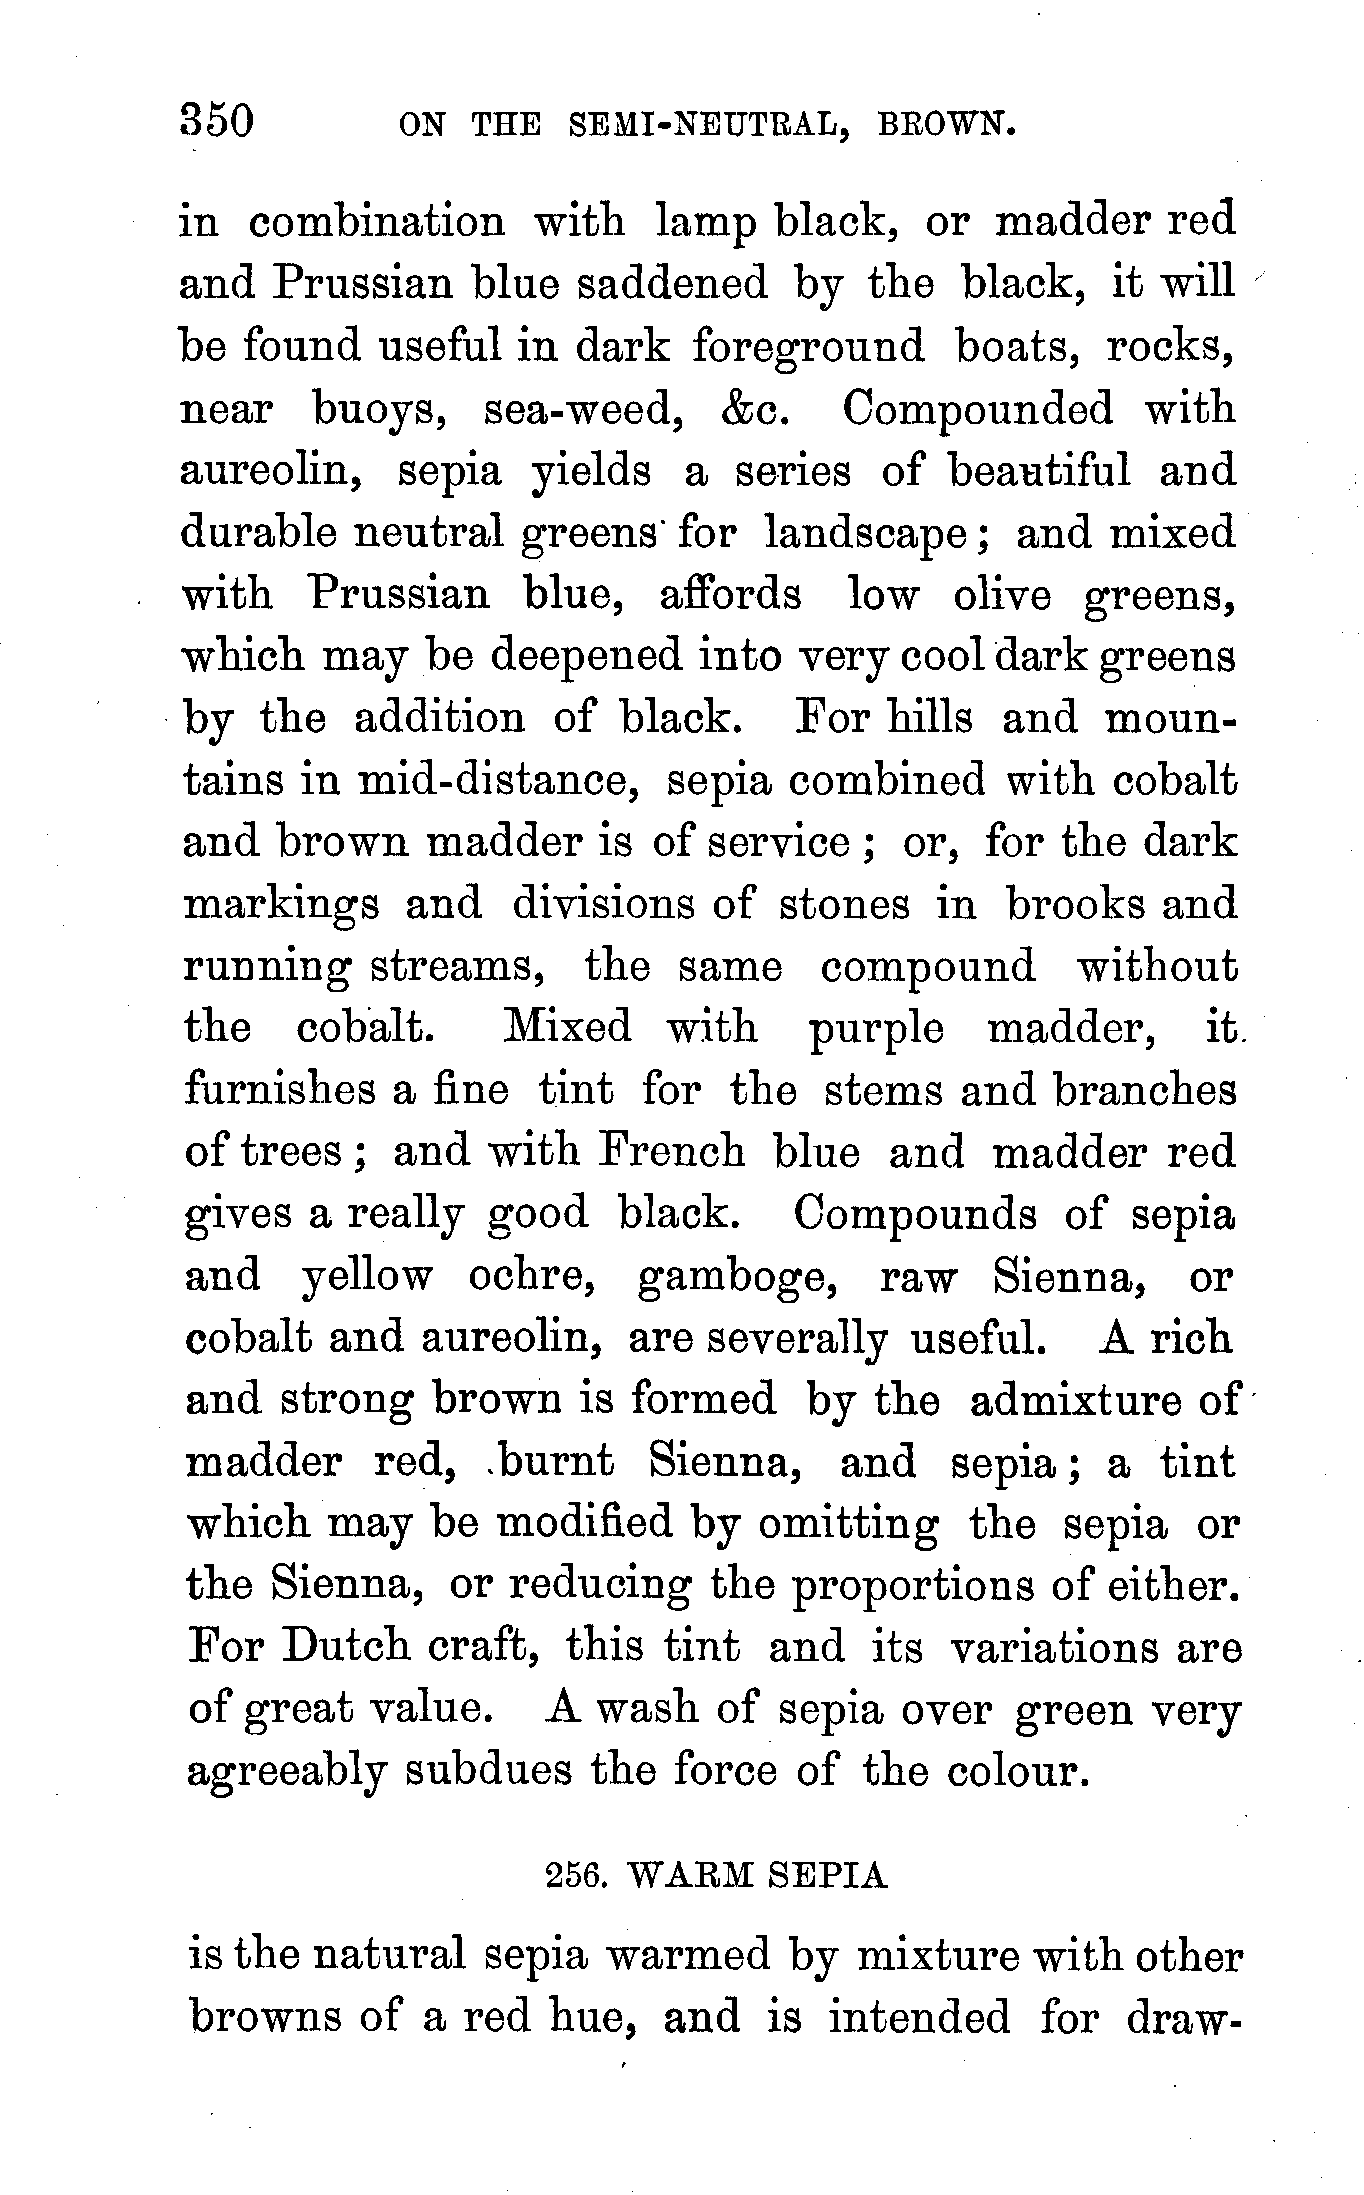 350 ON THE SEMI-NEUTRAL, BROWN.
in combination with lamp black, or madder red
and Prussian blue saddened by the black, it will
be found useful in dark foreground boats, rocks,
near buoys, sea-weed, &c. Compounded with
aureolin, sepia yields a series of beautiful and
durable neutral greens for landscape; and mixed
with Prussian blue, affords low olive greens,
which may be deepened into very cool dark greens
by the addition of black. For hills and moun-
tains in mid-distance, sepia combined with cobalt
and brown madder is of service; or, for the dark
markings and divisions of stones in brooks and
running streams, the same compound without
the cobalt. Mixed with purple madder, it
furnishes a fine tint for the stems and branches
of trees; and with French blue and madder red
gives a really good black. Compounds of sepia
and yellow ochre, gamboge, raw Sienna, or
cobalt and aureolin, are severally useful. A rich
and strong brown is formed by the admixture of
madder red, burnt Sienna, and sepia; a tint
which may be modified by omitting the sepia or
the Sienna, or reducing the proportions of either.
For Dutch craft, this tint and its variations are
of great value. A wash of sepia over green very
agreeably subdues the force of the colour.
256. WARM SEPIA
is the natural sepia warmed by mixture with other
browns of a red hue, and is intended for draw-